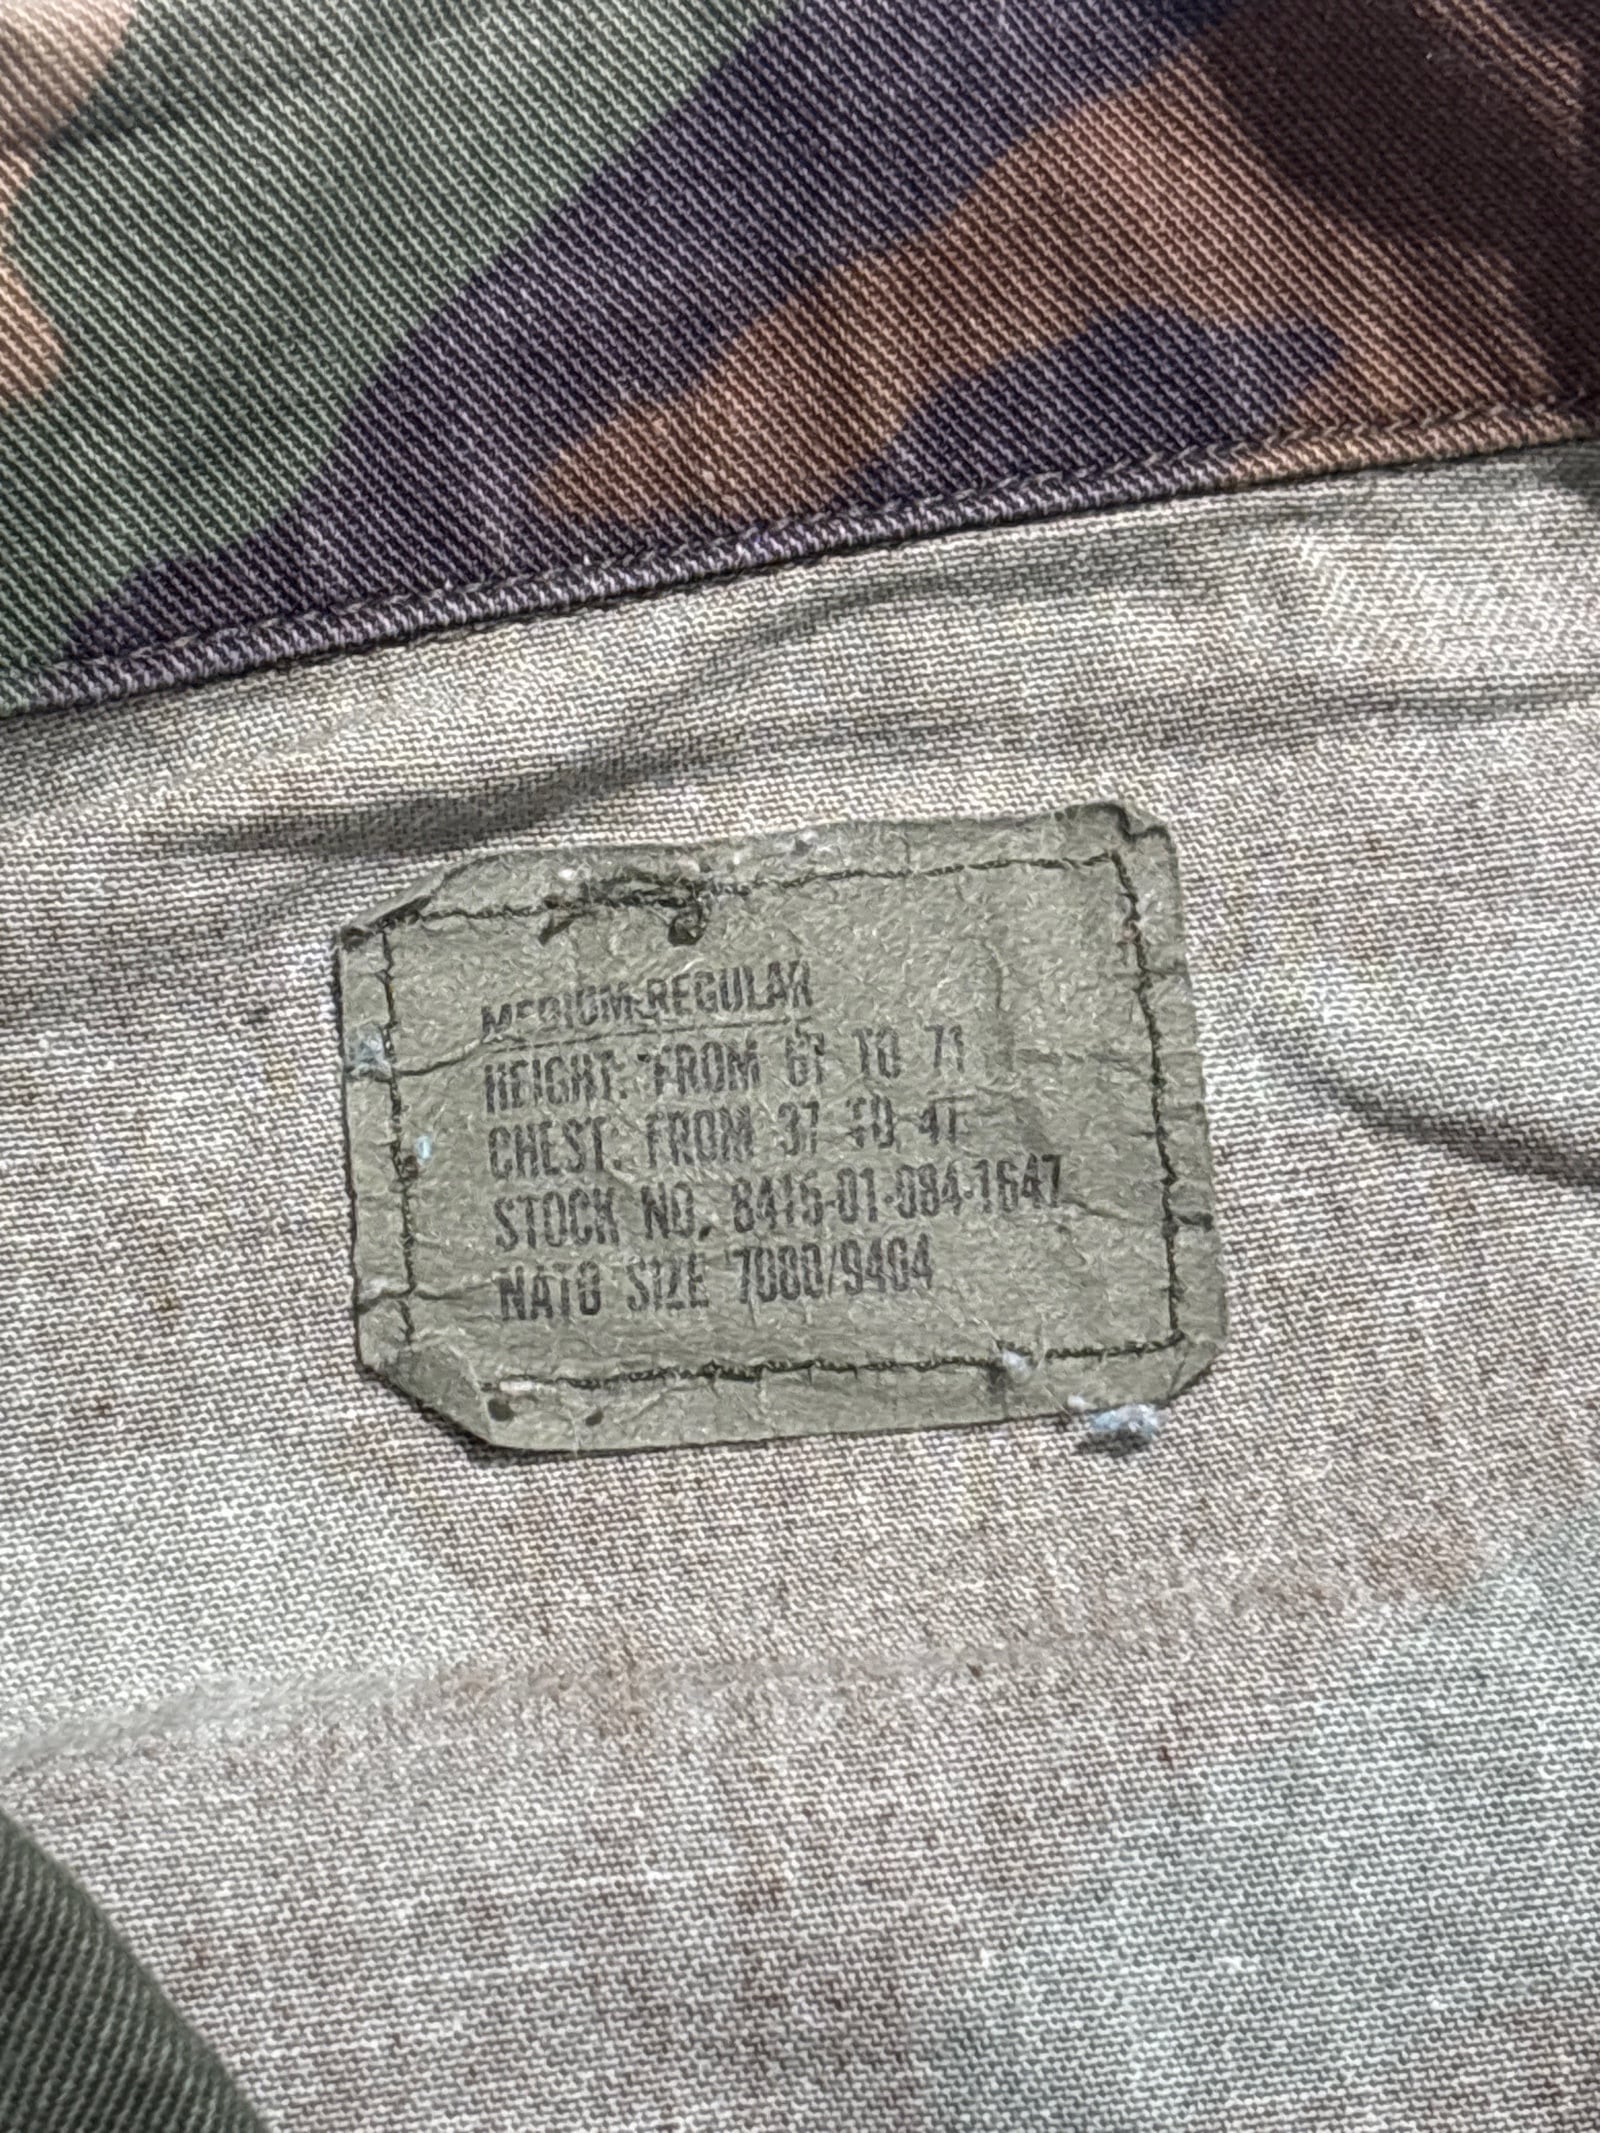 MEDIUM-REGULAR
HEIGHT. FROM 67 TO 71
CHEST. FROM 37 TO 41
STOCK NO. 8415-01-084-1647
NATO SIZE 7080/9404